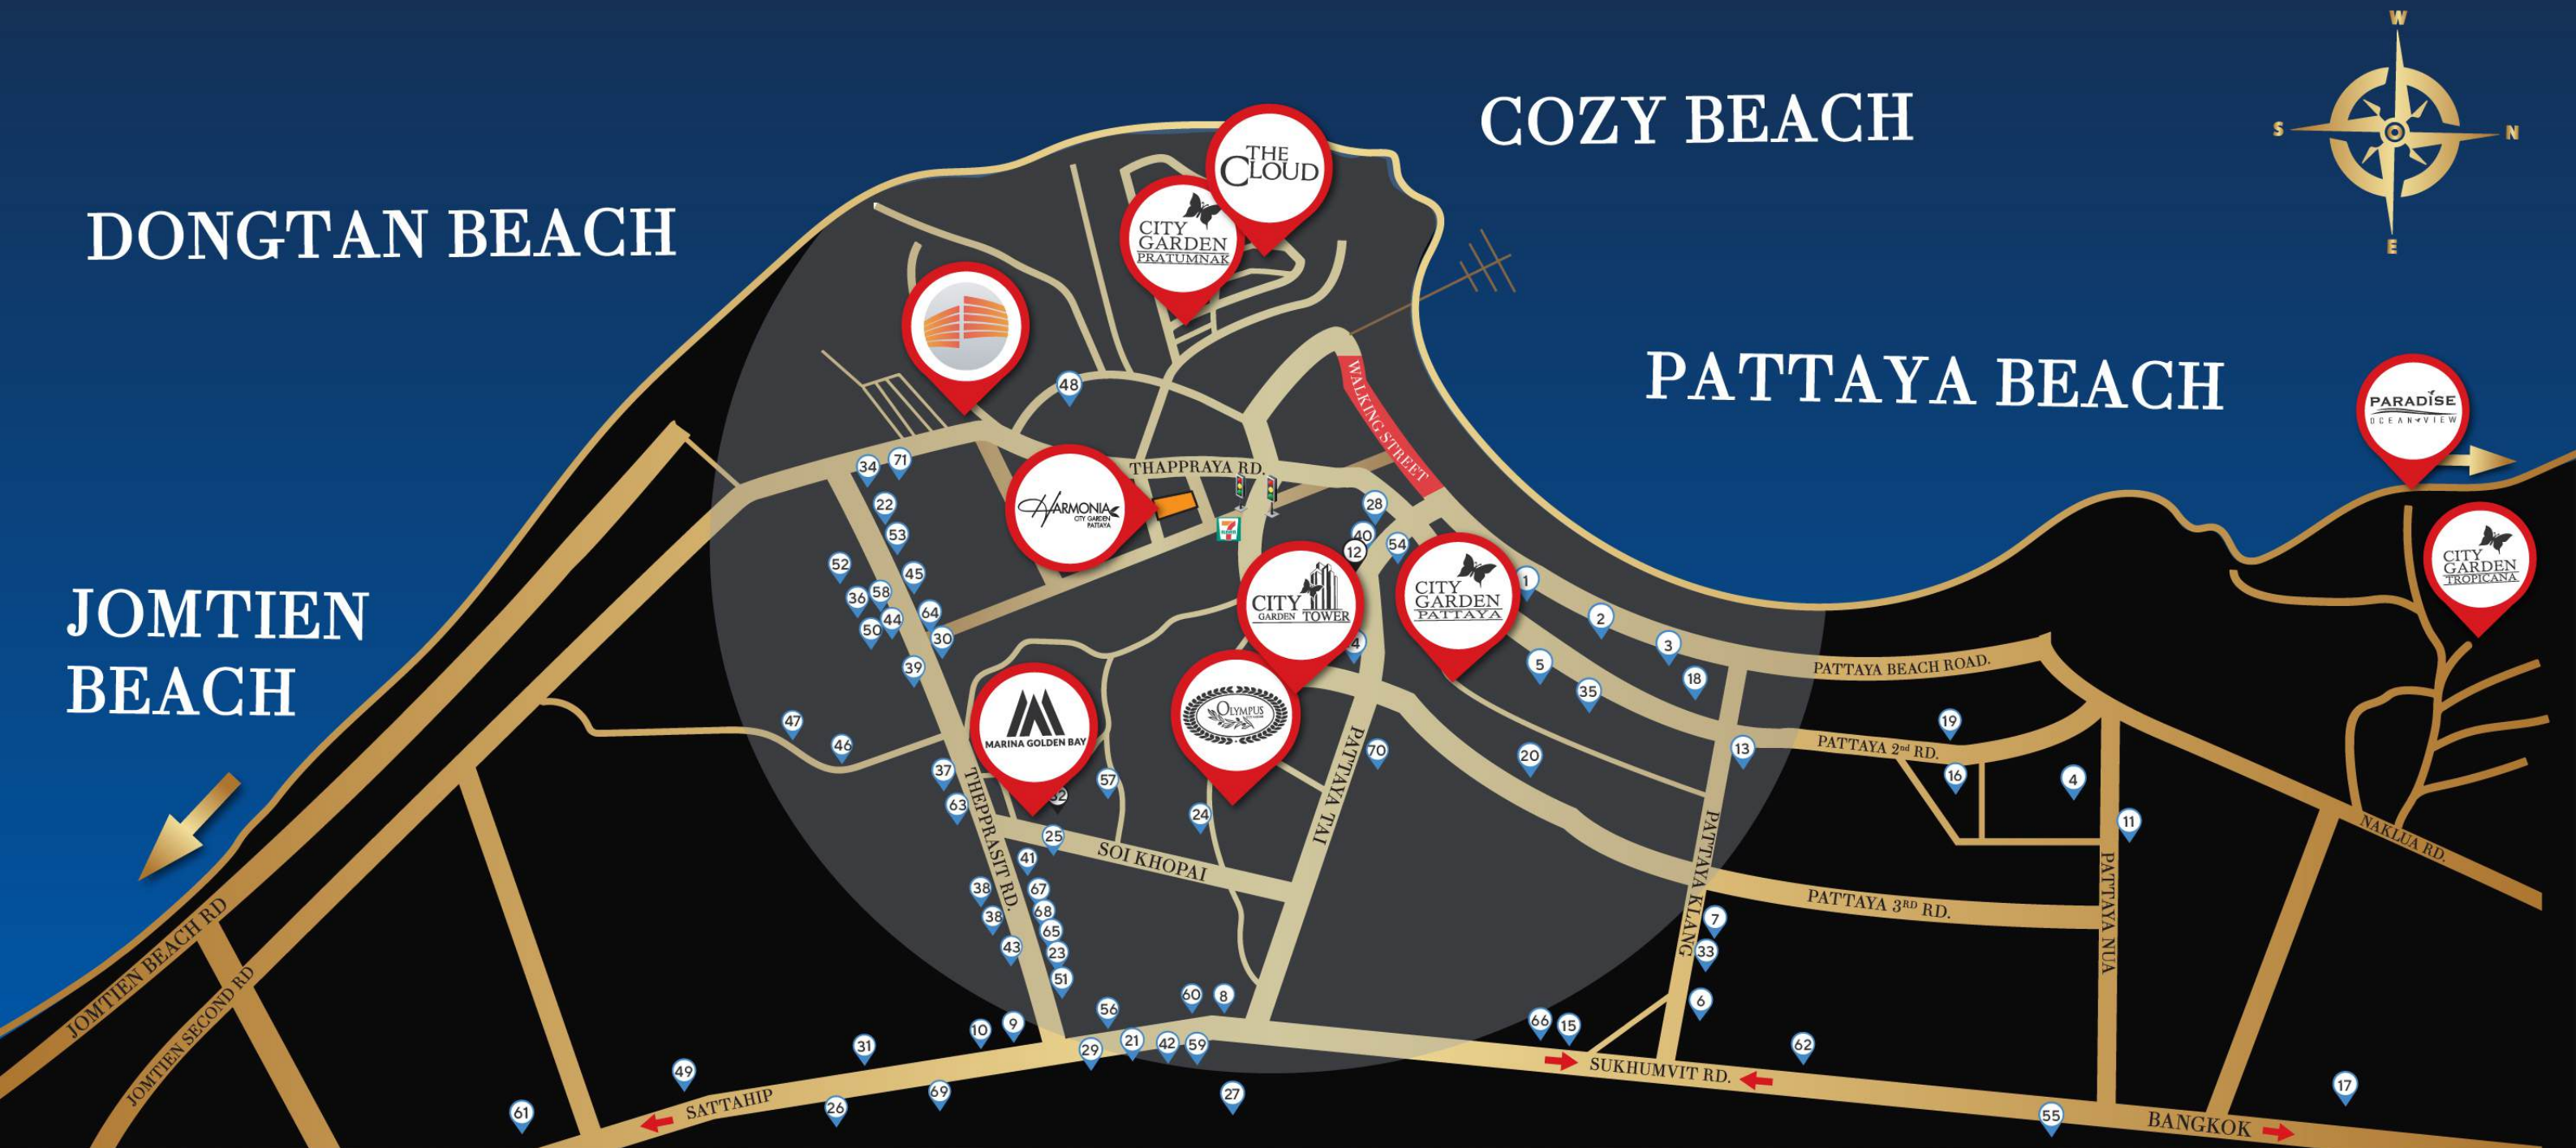 W
S
N
E
COZY BEACH
DONGTAN BEACH
PATTAYA BEACH
JOMTIEN
BEACH
THE
CLOUD
CITY
GARDEN
PRATUMNAK
PARADISE
OCEAN VIEW
CITY
GARDEN
TROPICANA
HARMONIA
CITY GARDEN
PATTAYA
CITY
GARDEN TOWER
CITY
GARDEN
PATTAYA
OLYMPUS
MARINA GOLDEN BAY
WALKING STREET
THAPPRAYA RD.
PATTAYA BEACH ROAD.
PATTAYA 2nd RD.
PATTAYA 3RD RD.
PATTAYA TAI
PATTAYA KLANG
PATTAYA NUA
NAKLUA RD.
THEPPRASIT RD.
SOI KHOPAI
JOMTIEN BEACH RD
JOMTIEN SECOND RD
SATTAHIP
SUKHUMVIT RD.
BANGKOK
48
34
71
22
53
52
45
36
58
64
44
50
30
39
47
46
37
63
57
32
25
24
41
38
67
38
68
65
43
23
51
28
40
12
54
1
2
3
18
5
35
4
70
20
13
19
16
4
11
7
33
6
60
8
56
10
9
31
29
21
42
59
49
69
26
61
27
66
15
62
55
17